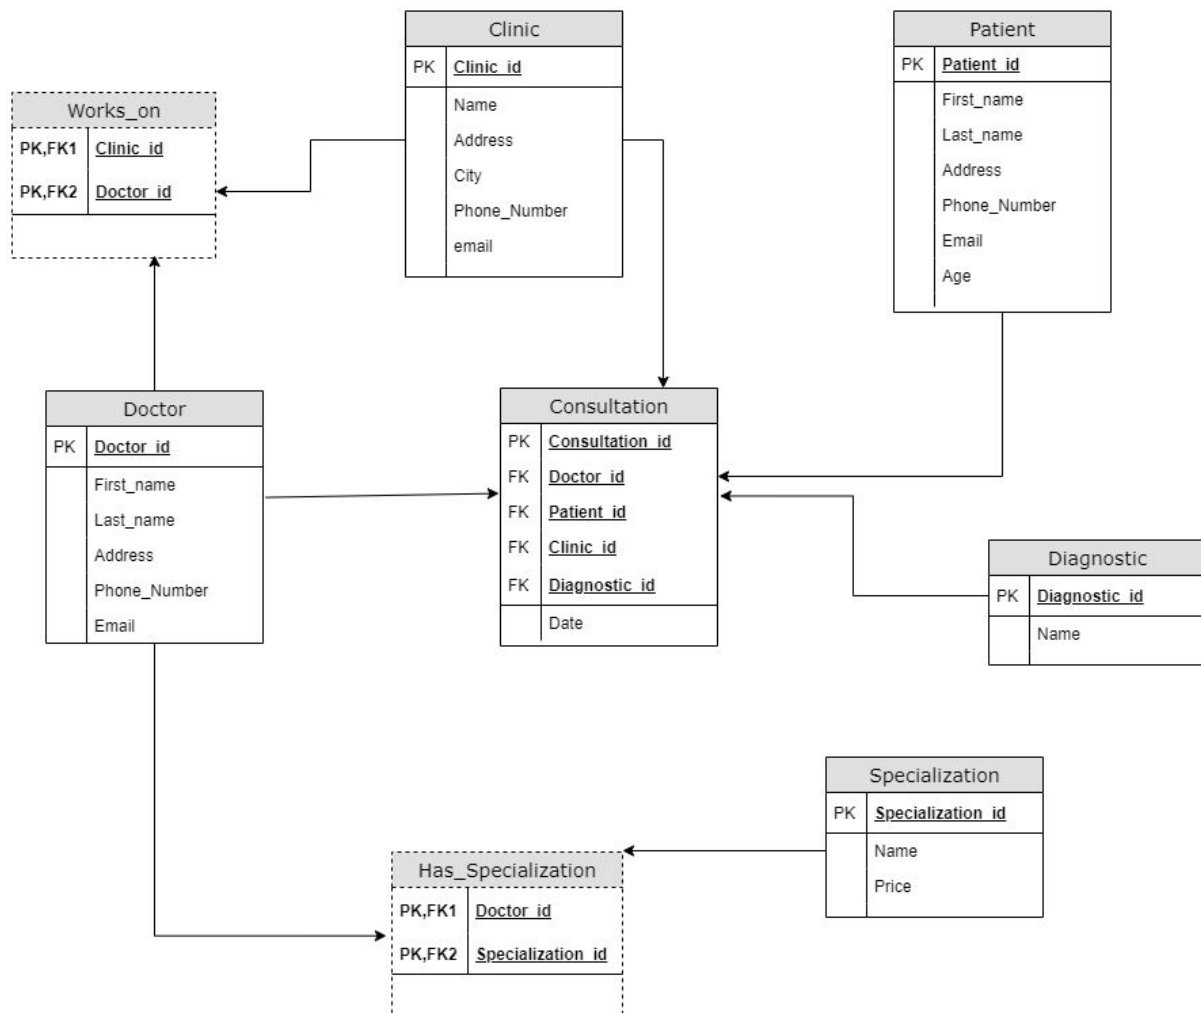 Clinic
PK Clinic_id
Name
Address
City
Phone_Number
email
Patient
PK Patient_id
First_name
Last_name
Address
Phone_Number
Email
Age
Works_on
PK,FK1 Clinic_id
PK,FK2 Doctor_id
Doctor
PK Doctor_id
First_name
Last_name
Address
Phone_Number
Email
Consultation
PK Consultation_id
FK Doctor_id
FK Patient_id
FK Clinic_id
FK Diagnostic_id
Date
Diagnostic
PK Diagnostic_id
Name
Specialization
PK Specialization_id
Name
Price
Has_Specialization
PK,FK1 Doctor_id
PK,FK2 Specialization_id